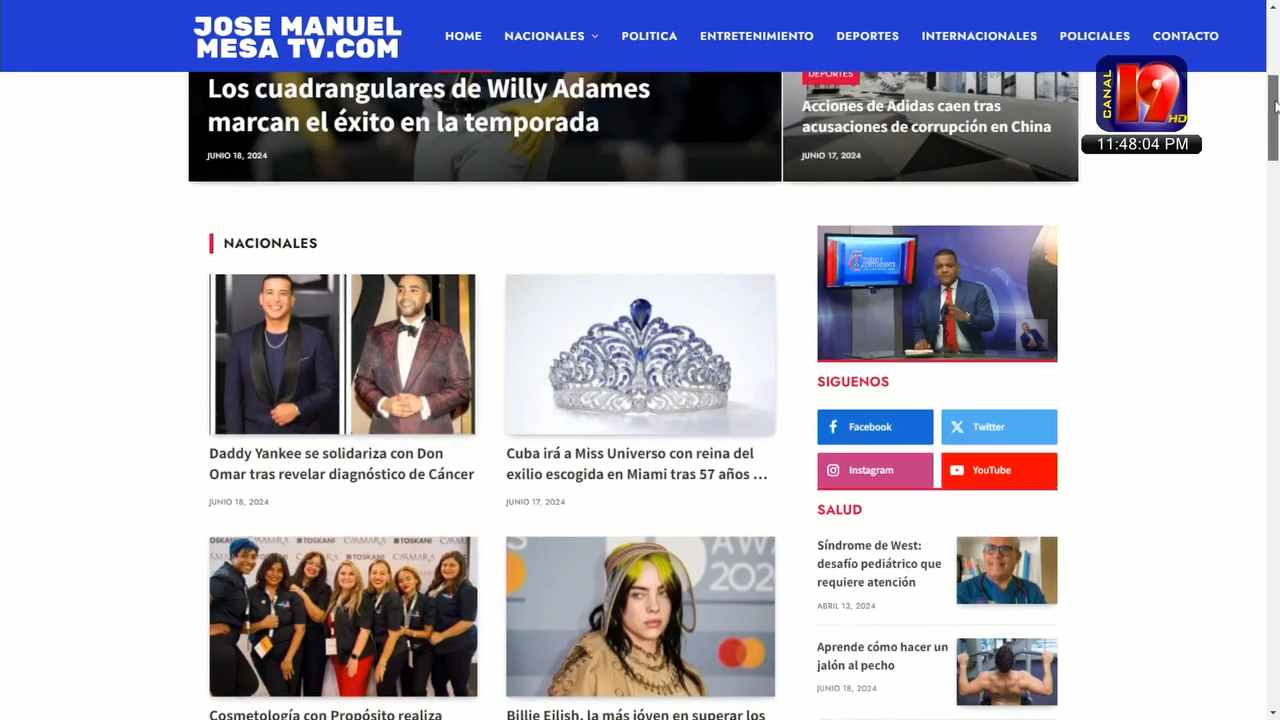 JOSE MANUEL
MESA TV.COM
HOME
NACIONALES
POLITICA
ENTRETENIMIENTO
DEPORTES
INTERNACIONALES
POLICIALES
CONTACTO
Los cuadrangulares de Willy Adames
marcan el éxito en la temporada
JUNIO 18, 2024
DEPORTES
Acciones de Adidas caen tras
acusaciones de corrupción en China
JUNIO 17, 2024
CANAL
19
HD
11:48:04 PM
NACIONALES
Daddy Yankee se solidariza con Don
Omar tras revelar diagnóstico de Cáncer
JUNIO 18, 2024
Cuba irá a Miss Universo con reina del
exilio escogida en Miami tras 57 años ...
JUNIO 17, 2024
TOSKANI
CASMARA
TOSKANI
Cosmetología con Propósito realiza
AWA
202
Billie Eilish, la más jóven en superar los
SIGUENOS
Facebook
Twitter
Instagram
YouTube
SALUD
Síndrome de West:
desafío pediátrico que
requiere atención
ABRIL 13, 2024
Aprende cómo hacer un
jalón al pecho
JUNIO 18, 2024